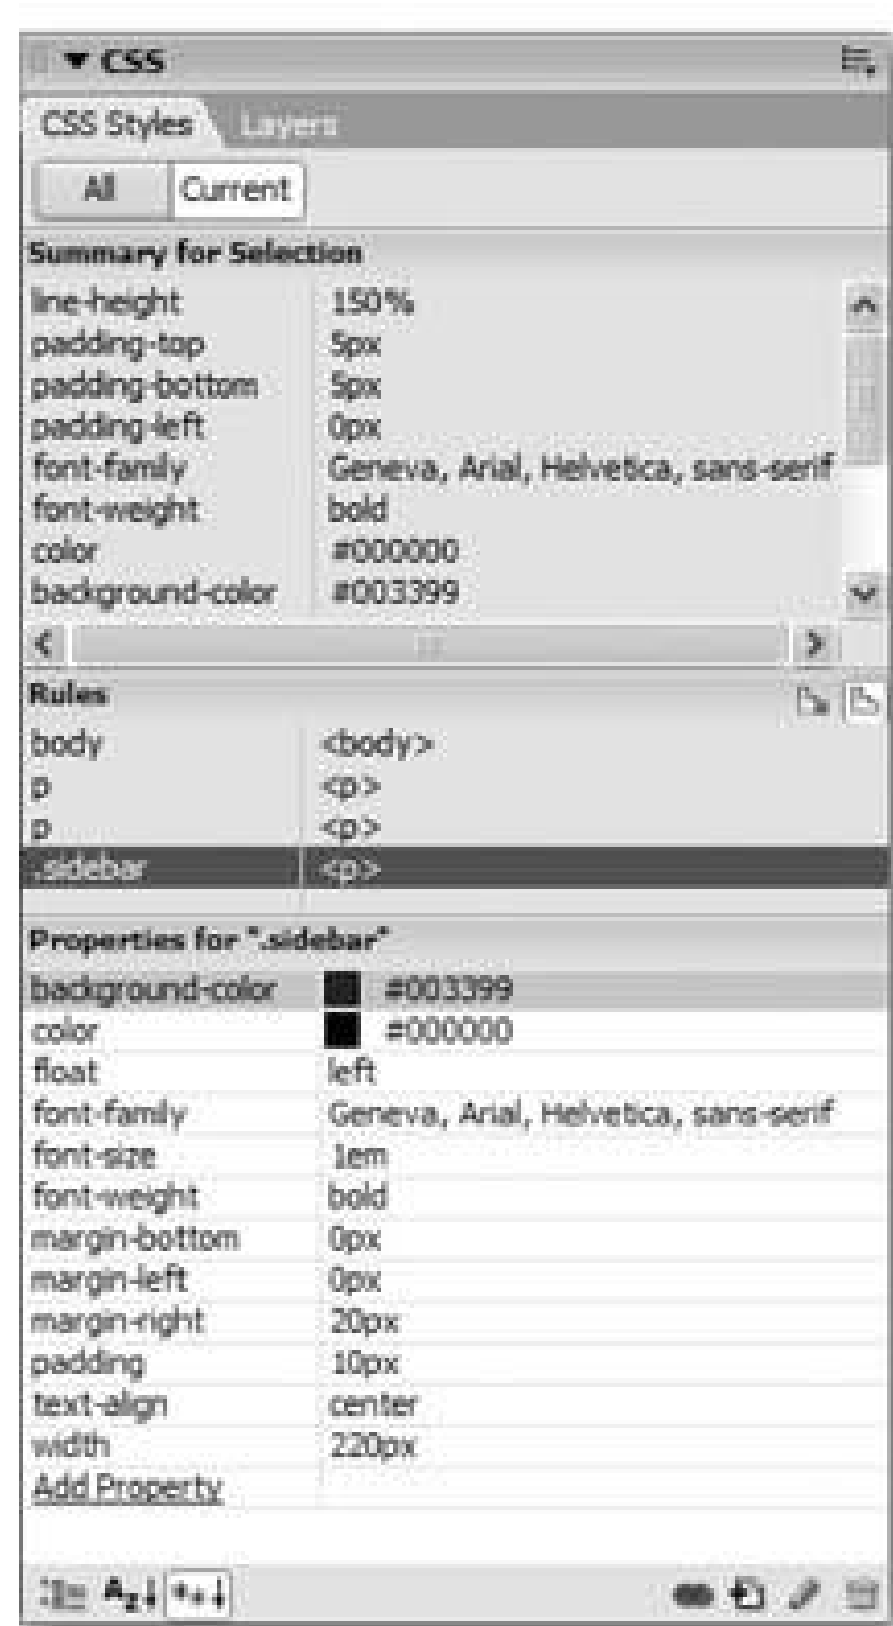 CSS
CSS Styles Layers
All Current
Summary for Selection
line-height 150%
padding-top 5px
padding-bottom 5px
padding-left 0px
font-family Geneva, Arial, Helvetica, sans-serif
font-weight bold
color #000000
background-color #003399
Rules
body <body>
p <p>
p <p>
.sidebar <p>
Properties for ".sidebar"
background-color #003399
color #000000
float left
font-family Geneva, Arial, Helvetica, sans-serif
font-size 1em
font-weight bold
margin-bottom 0px
margin-left 0px
margin-right 20px
padding 10px
text-align center
width 220px
Add Property
Az↓ **↓